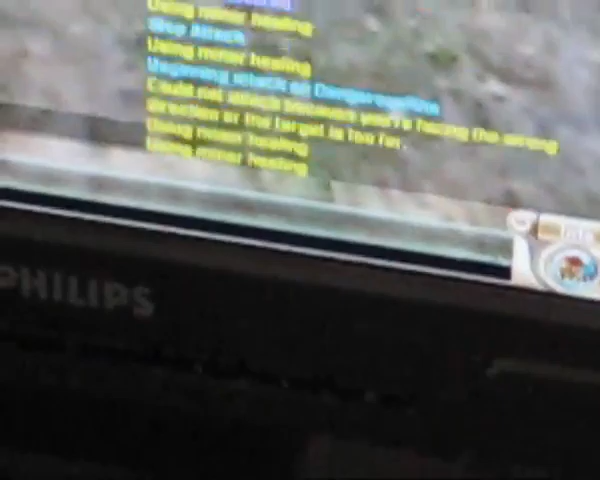 Using minor healing
Stop Attack
Using minor healing
Beginning attack on
Could not attack because you're facing the wrong
direction or the target is too far.
Using minor healing
Using minor healing
PHILIPS